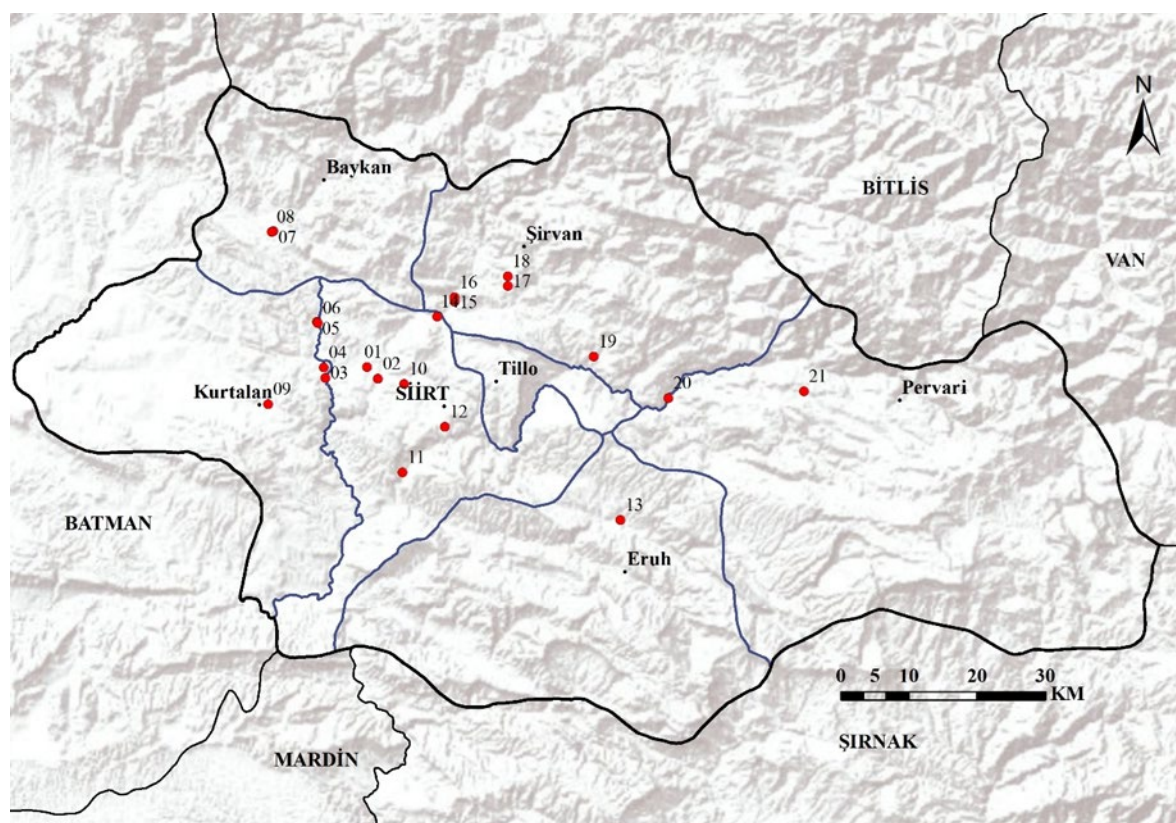 N
Baykan
BİTLİS
08
07
Şirvan
VAN
18
17
16
15
14
06
05
04
03
01
02
10
19
Tillo
SİİRT
Kurtalan
09
20
21
Pervari
12
11
BATMAN
13
Eruh
0 5 10 20 30
KM
ŞIRNAK
MARDİN